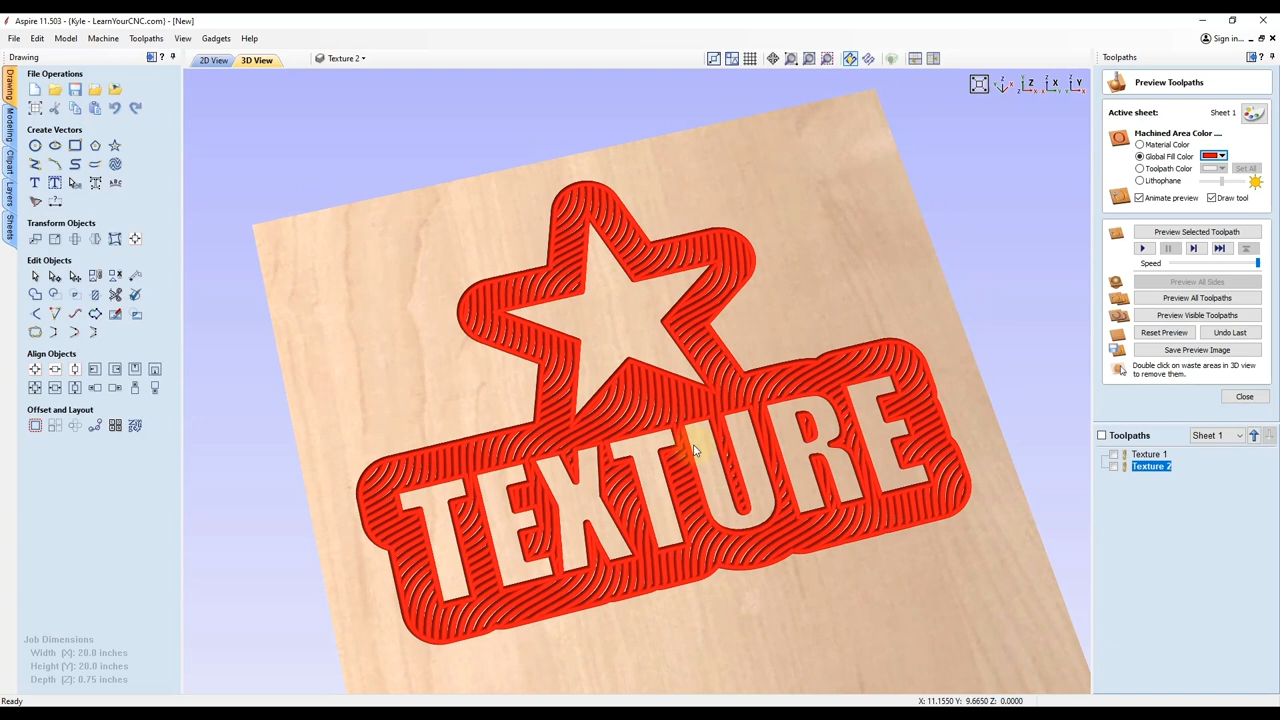 Aspire 11.503 - {Kyle - LearnYourCNC.com} - [New]
File Edit Model Machine Toolpaths View Gadgets Help
Sign in...
Drawing
Drawing
Modeling
Clipart
Layers
Sheets
File Operations
Create Vectors
Transform Objects
Edit Objects
Align Objects
Offset and Layout
Job Dimensions
Width (X): 20.0 inches
Height (Y): 20.0 inches
Depth (Z): 0.75 inches
Ready
2D View 3D View Texture 2
Z X Y
TEXTURE
Toolpaths
Preview Toolpaths
Active sheet: Sheet 1
Machined Area Color ....
Material Color
Global Fill Color
Toolpath Color Set All
Lithophane
Animate preview Draw tool
Preview Selected Toolpath
Speed
Preview All Sides
Preview All Toolpaths
Preview Visible Toolpaths
Reset Preview Undo Last
Save Preview Image
Double click on waste areas in 3D view
to remove them.
Close
Toolpaths Sheet 1
Texture 1
Texture 2
X: 11.1550 Y: 9.6650 Z: 0.0000